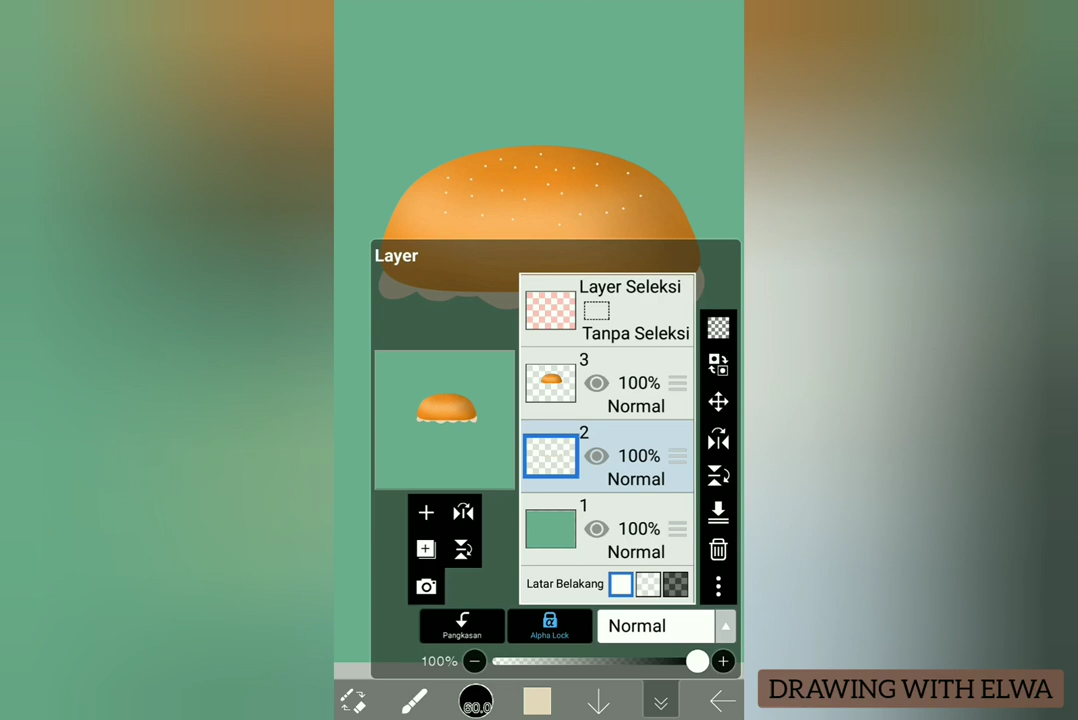 Layer
Layer Seleksi
Tanpa Seleksi
3
100%
Normal
2
100%
Normal
1
100%
Normal
Latar Belakang
Pangkasan
α
Alpha Lock
Normal
100%
60.0
DRAWING WITH ELWA